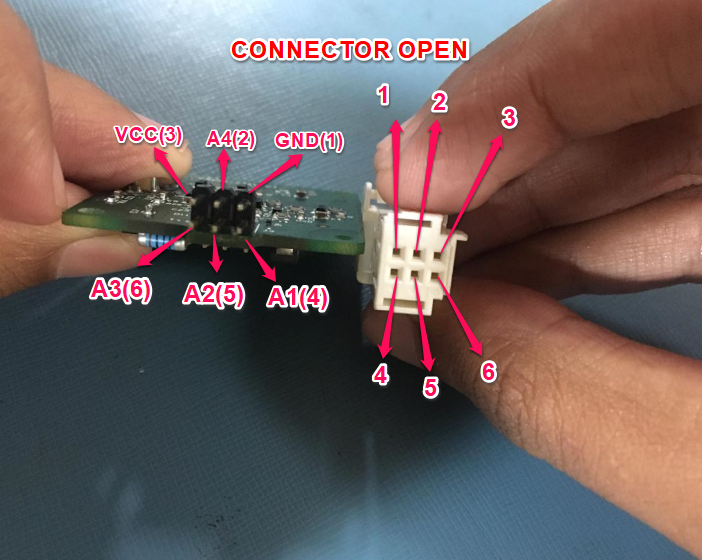 CONNECTOR OPEN
1
2
3
VCC(3)
A4(2)
GND(1)
A3(6)
A2(5)
A1(4)
4
5
6